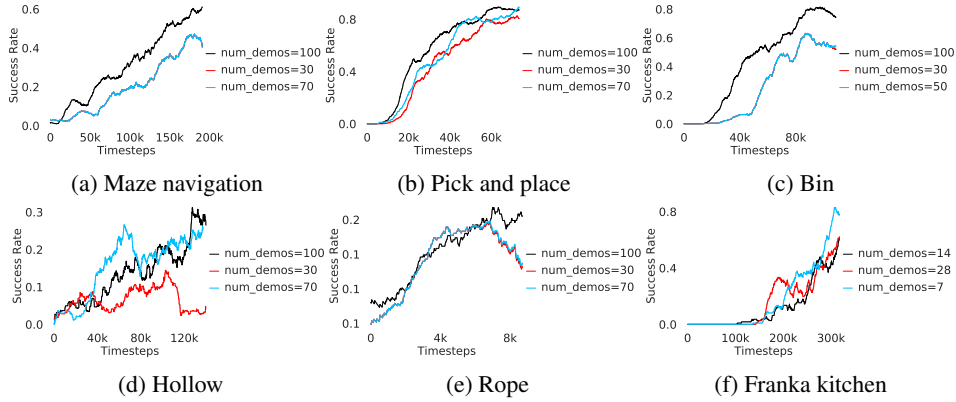 0.6
0.4
0.2
0.0
Success Rate
0 50k 100k 150k 200k
Timesteps
num_demos=100
num_demos=30
num_demos=70
(a) Maze navigation
0.8
0.4
0.0
Success Rate
0 20k 40k 60k
Timesteps
num_demos=100
num_demos=30
num_demos=70
(b) Pick and place
0.8
0.4
0.0
Success Rate
0 40k 80k
Timesteps
num_demos=100
num_demos=30
num_demos=50
(c) Bin
0.3
0.2
0.1
0.0
Success Rate
0 40k 80k 120k
Timesteps
num_demos=100
num_demos=30
num_demos=70
(d) Hollow
0.2
0.1
0.1
0.1
Success Rate
0 4k 8k
Timesteps
num_demos=100
num_demos=30
num_demos=70
(e) Rope
0.8
0.4
0.0
Success Rate
0 100k 200k 300k
Timesteps
num_demos=14
num_demos=28
num_demos=7
(f) Franka kitchen